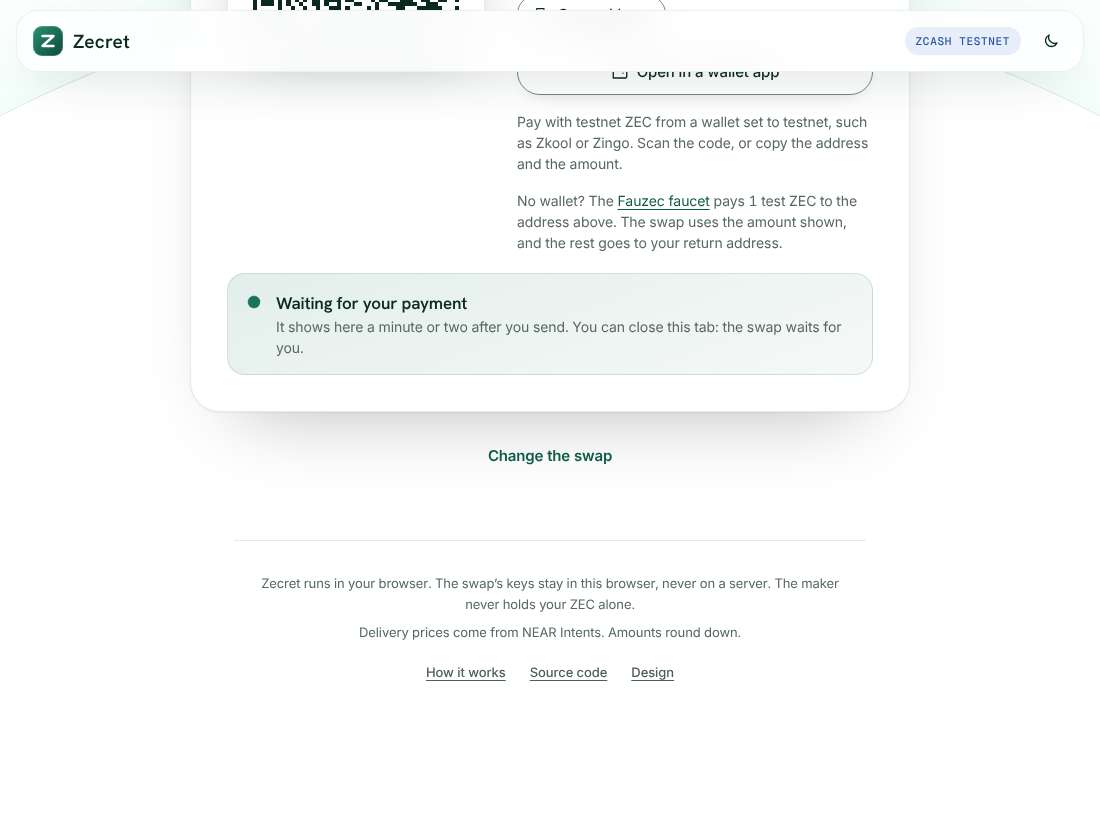 Zecret
ZCASH TESTNET
Open in a wallet app
Pay with testnet ZEC from a wallet set to testnet, such
as Zkool or Zingo. Scan the code, or copy the address
and the amount.
No wallet? The Fauzec faucet pays 1 test ZEC to the
address above. The swap uses the amount shown,
and the rest goes to your return address.
Waiting for your payment
It shows here a minute or two after you send. You can close this tab: the swap waits for
you.
Change the swap
Zecret runs in your browser. The swap’s keys stay in this browser, never on a server. The maker
never holds your ZEC alone.
Delivery prices come from NEAR Intents. Amounts round down.
How it works Source code Design